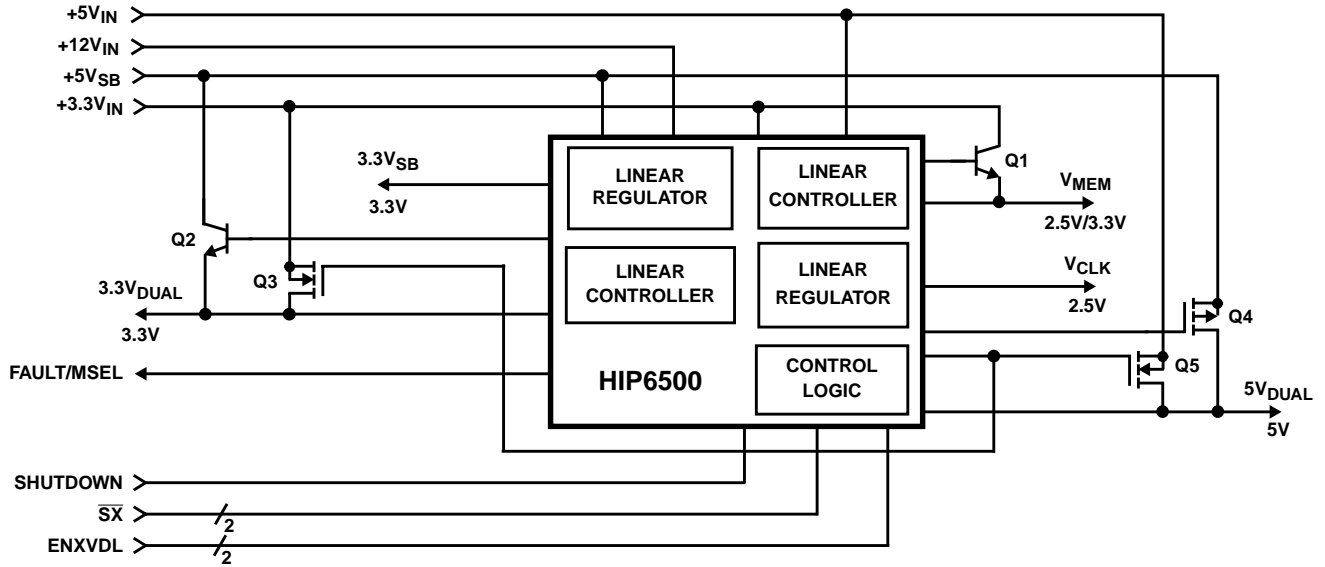 +5VIN
+12VIN
+5VSB
+3.3VIN
3.3VSB
3.3V
LINEAR
REGULATOR
LINEAR
CONTROLLER
Q1
VMEM
2.5V/3.3V
Q2
Q3
LINEAR
CONTROLLER
LINEAR
REGULATOR
VCLK
2.5V
3.3VDUAL
3.3V
Q4
FAULT/MSEL
HIP6500
CONTROL
LOGIC
Q5
5VDUAL
5V
SHUTDOWN
S̅X̅
2
ENXVDL
2